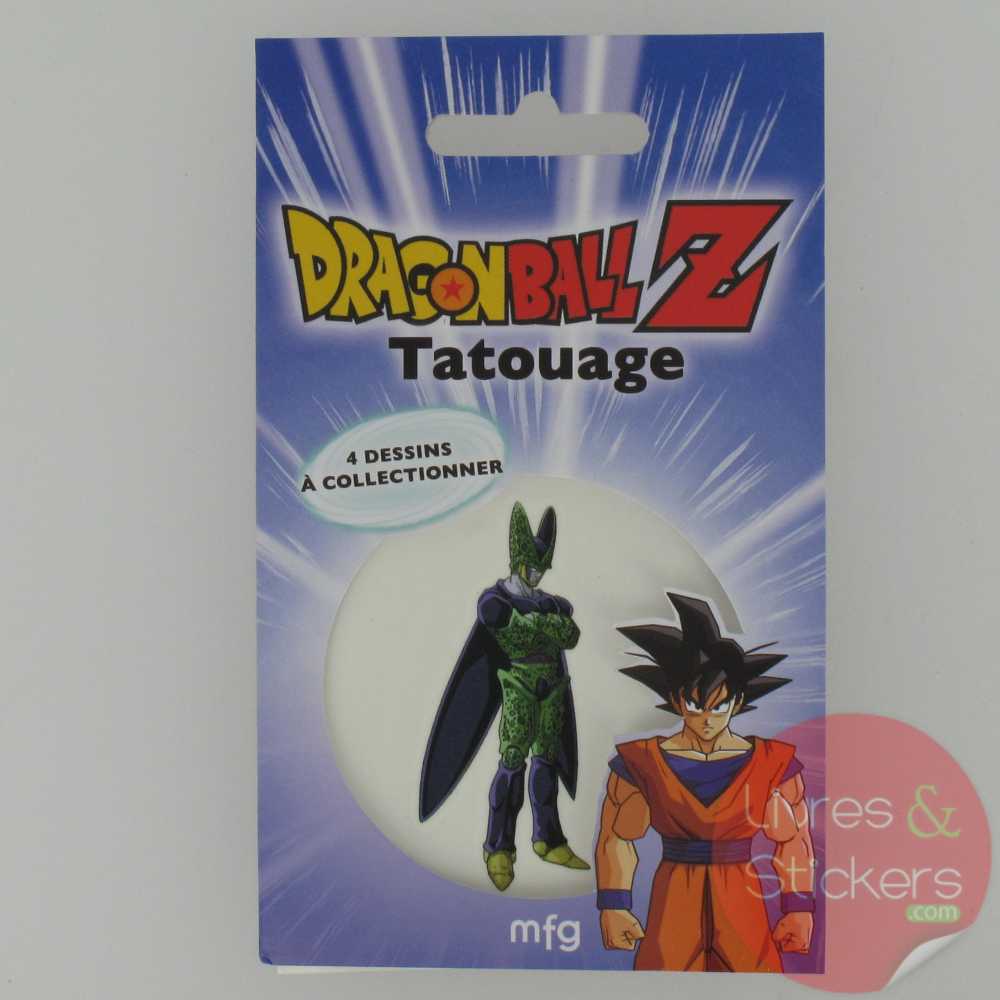 DRAGON BALL Z
Tatouage
4 DESSINS
À COLLECTIONNER
mfg
Livres &
Stickers
.com